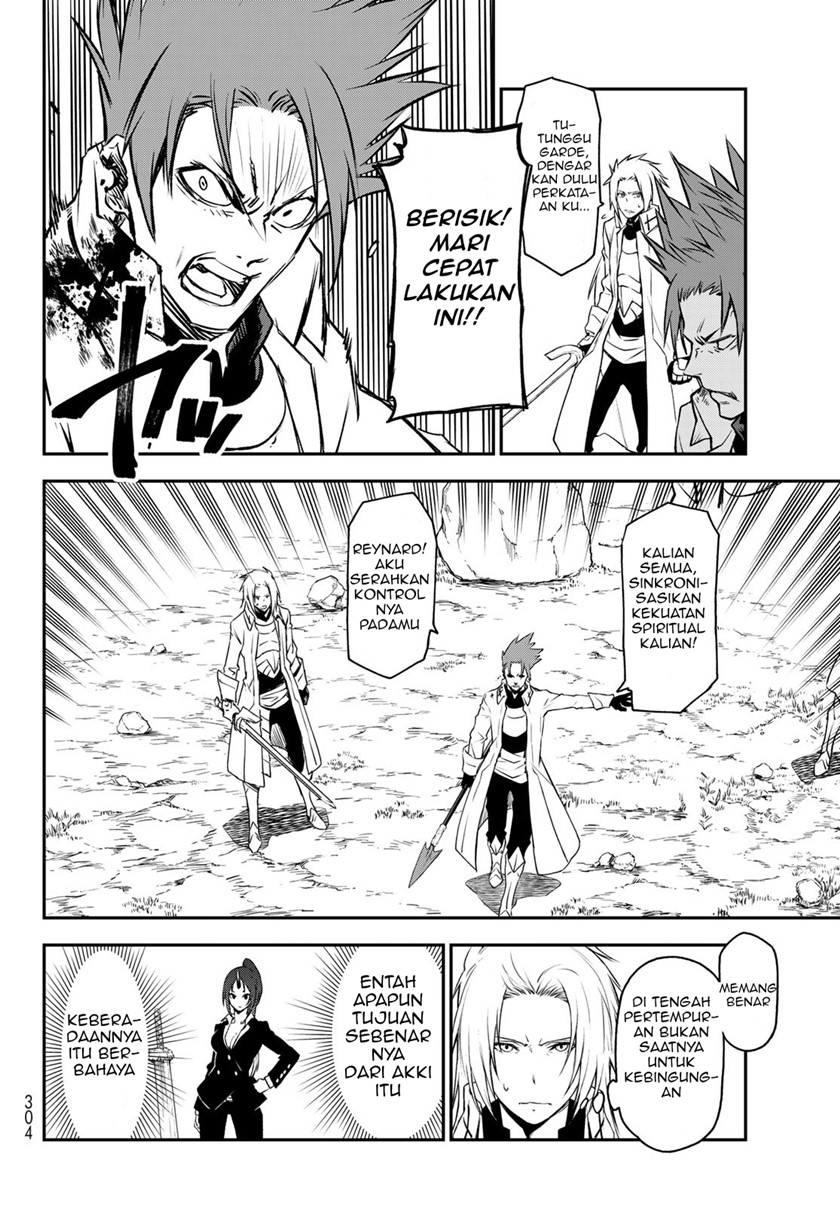 TU-
TUNGGU
GARDE,
DENGAR
KAN DULU
PERKATA-
AN KU...
BERISIK!
MARI
CEPAT
LAKUKAN
INI!!
KALIAN
SEMUA,
SINKRONI-
SASIKAN
KEKUATAN
SPIRITUAL
KALIAN!
REYNARD!
AKU
SERAHKAN
KONTROL
NYA
PADAMU
MEMANG
BENAR
DI TENGAH
PERTEMPUR-
AN BUKAN
SAATNYA
UNTUK
KEBINGUNG-
AN
ENTAH
APAPUN
TUJUAN
SEBENAR
NYA
DARI AKKI
ITU
KEBERA-
DAANNYA
ITU BER-
BAHAYA
304